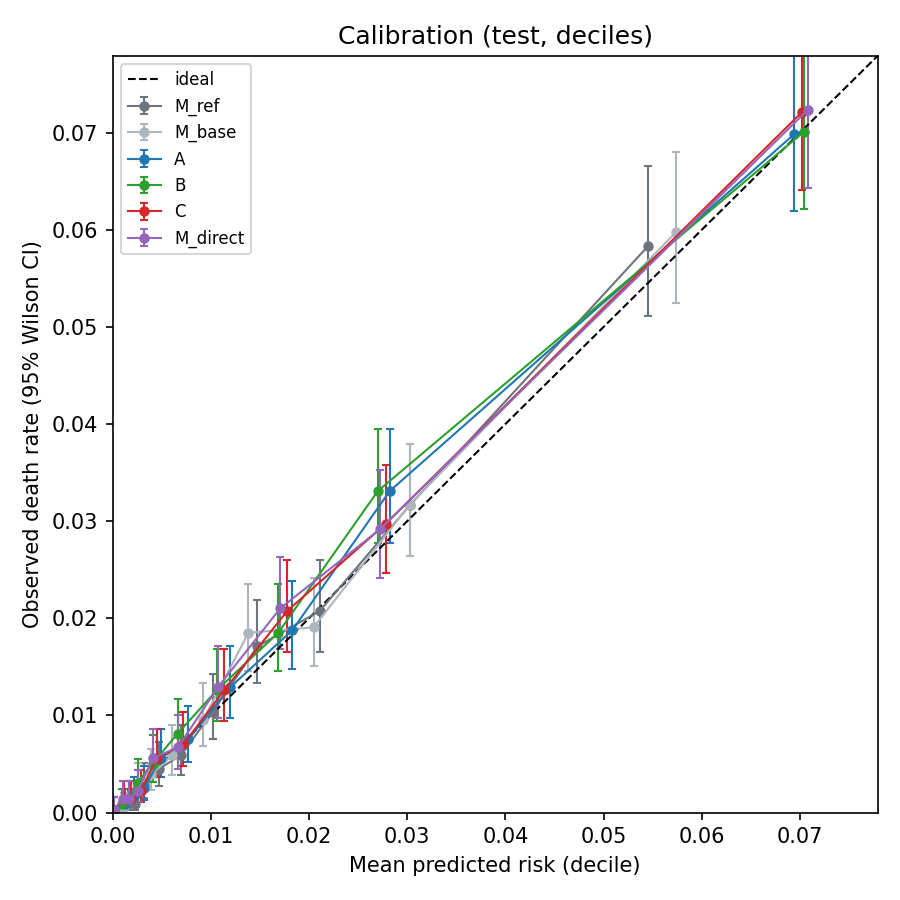 Calibration (test, deciles)
ideal
M_ref
M_base
A
B
C
M_direct
Observed death rate (95% Wilson CI)
0.07
0.06
0.05
0.04
0.03
0.02
0.01
0.00
0.00 0.01 0.02 0.03 0.04 0.05 0.06 0.07
Mean predicted risk (decile)